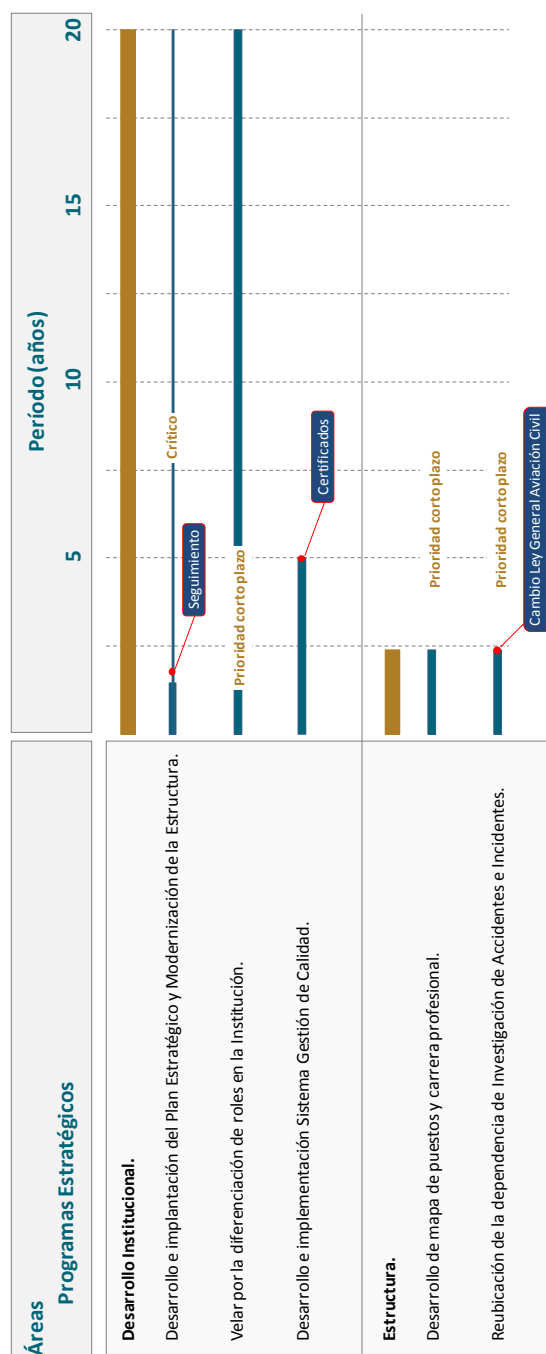 Áreas
Programas Estratégicos
Período (años)
5
10
15
20
Desarrollo Institucional.
Desarrollo e implantación del Plan Estratégico y Modernización de la Estructura.
Seguimiento
Crítico
Velar por la diferenciación de roles en la Institución.
Prioridad corto plazo
Desarrollo e implementación Sistema Gestión de Calidad.
Certificados
Estructura.
Desarrollo de mapa de puestos y carrera profesional.
Prioridad corto plazo
Reubicación de la dependencia de Investigación de Accidentes e Incidentes.
Prioridad corto plazo
Cambio Ley General Aviación Civil